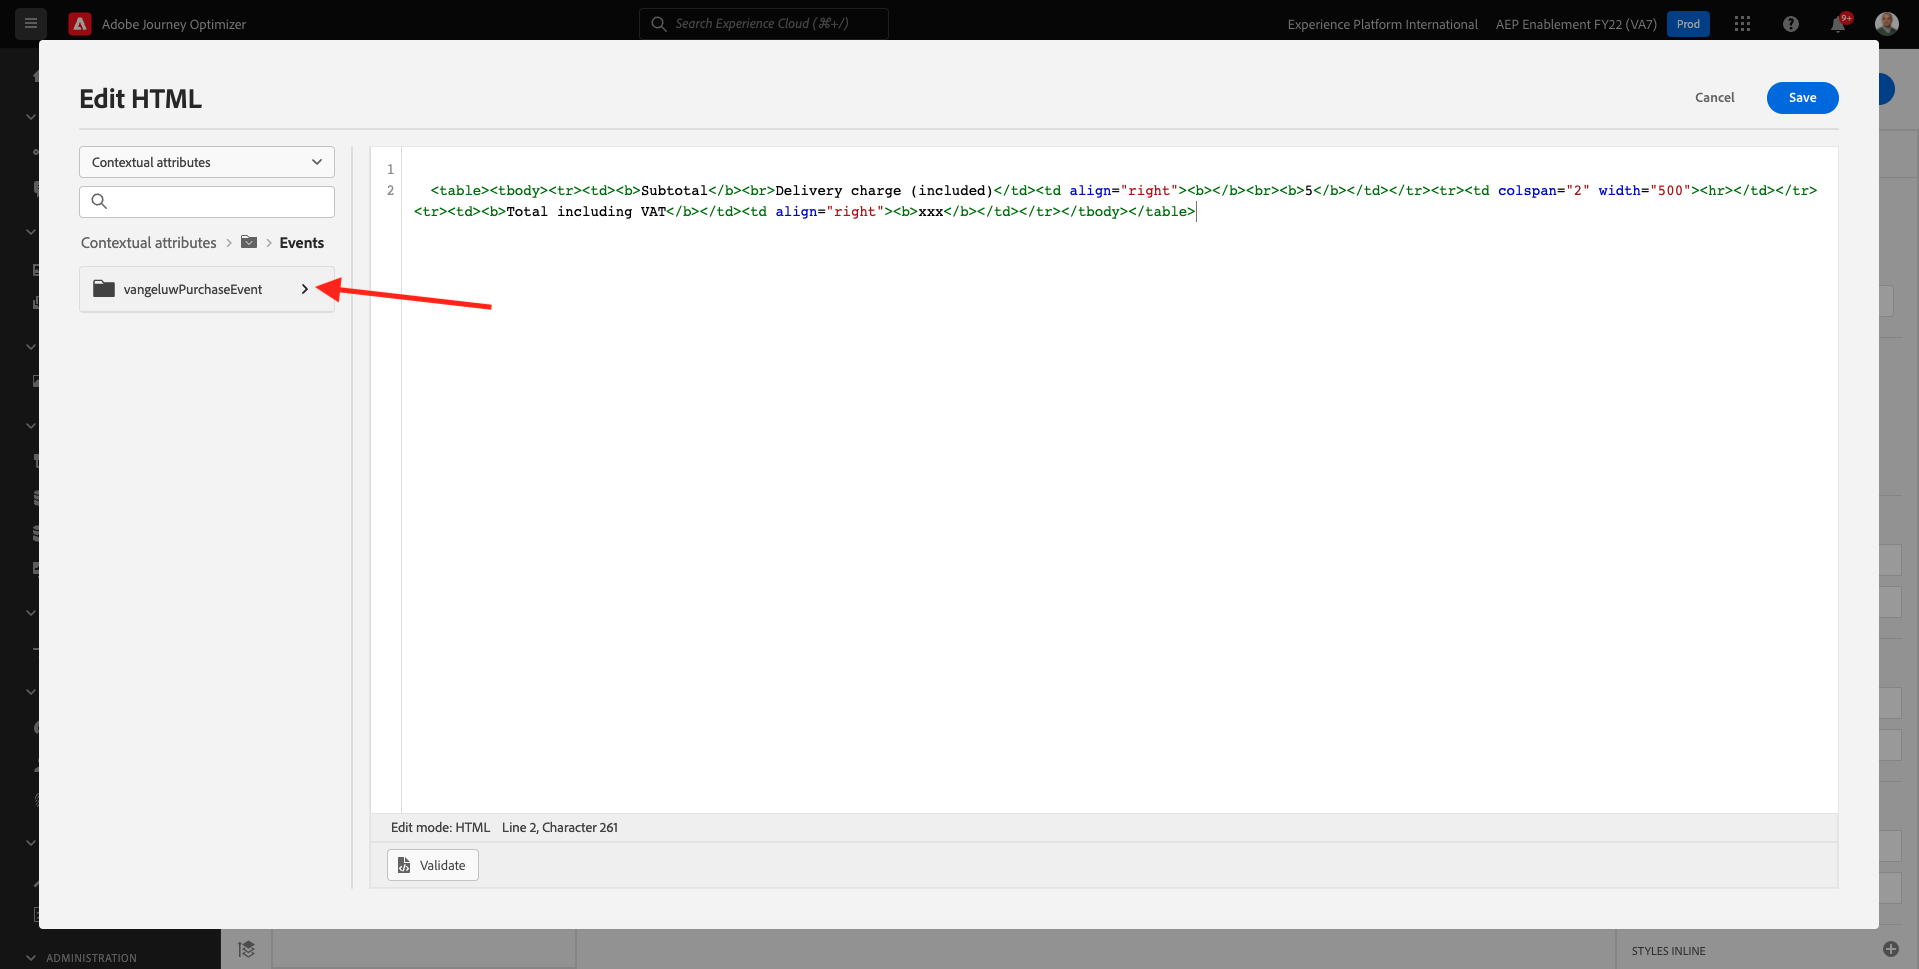 Adobe Journey Optimizer
Search Experience Cloud (⌘+/)
Experience Platform International
AEP Enablement FY22 (VA7)
Prod
9+
Edit HTML
Cancel
Save
Contextual attributes
Contextual attributes > > Events
vangeluwPurchaseEvent
1
2 <table><tbody><tr><td><b>Subtotal</b><br>Delivery charge (included)</td><td align="right"><b></b><br><b>5</b></td></tr><tr><td colspan="2" width="500"><hr></td></tr>
<tr><td><b>Total including VAT</b></td><td align="right"><b>xxx</b></td></tr></tbody></table>
Edit mode: HTML Line 2, Character 261
Validate
ADMINISTRATION
STYLES INLINE